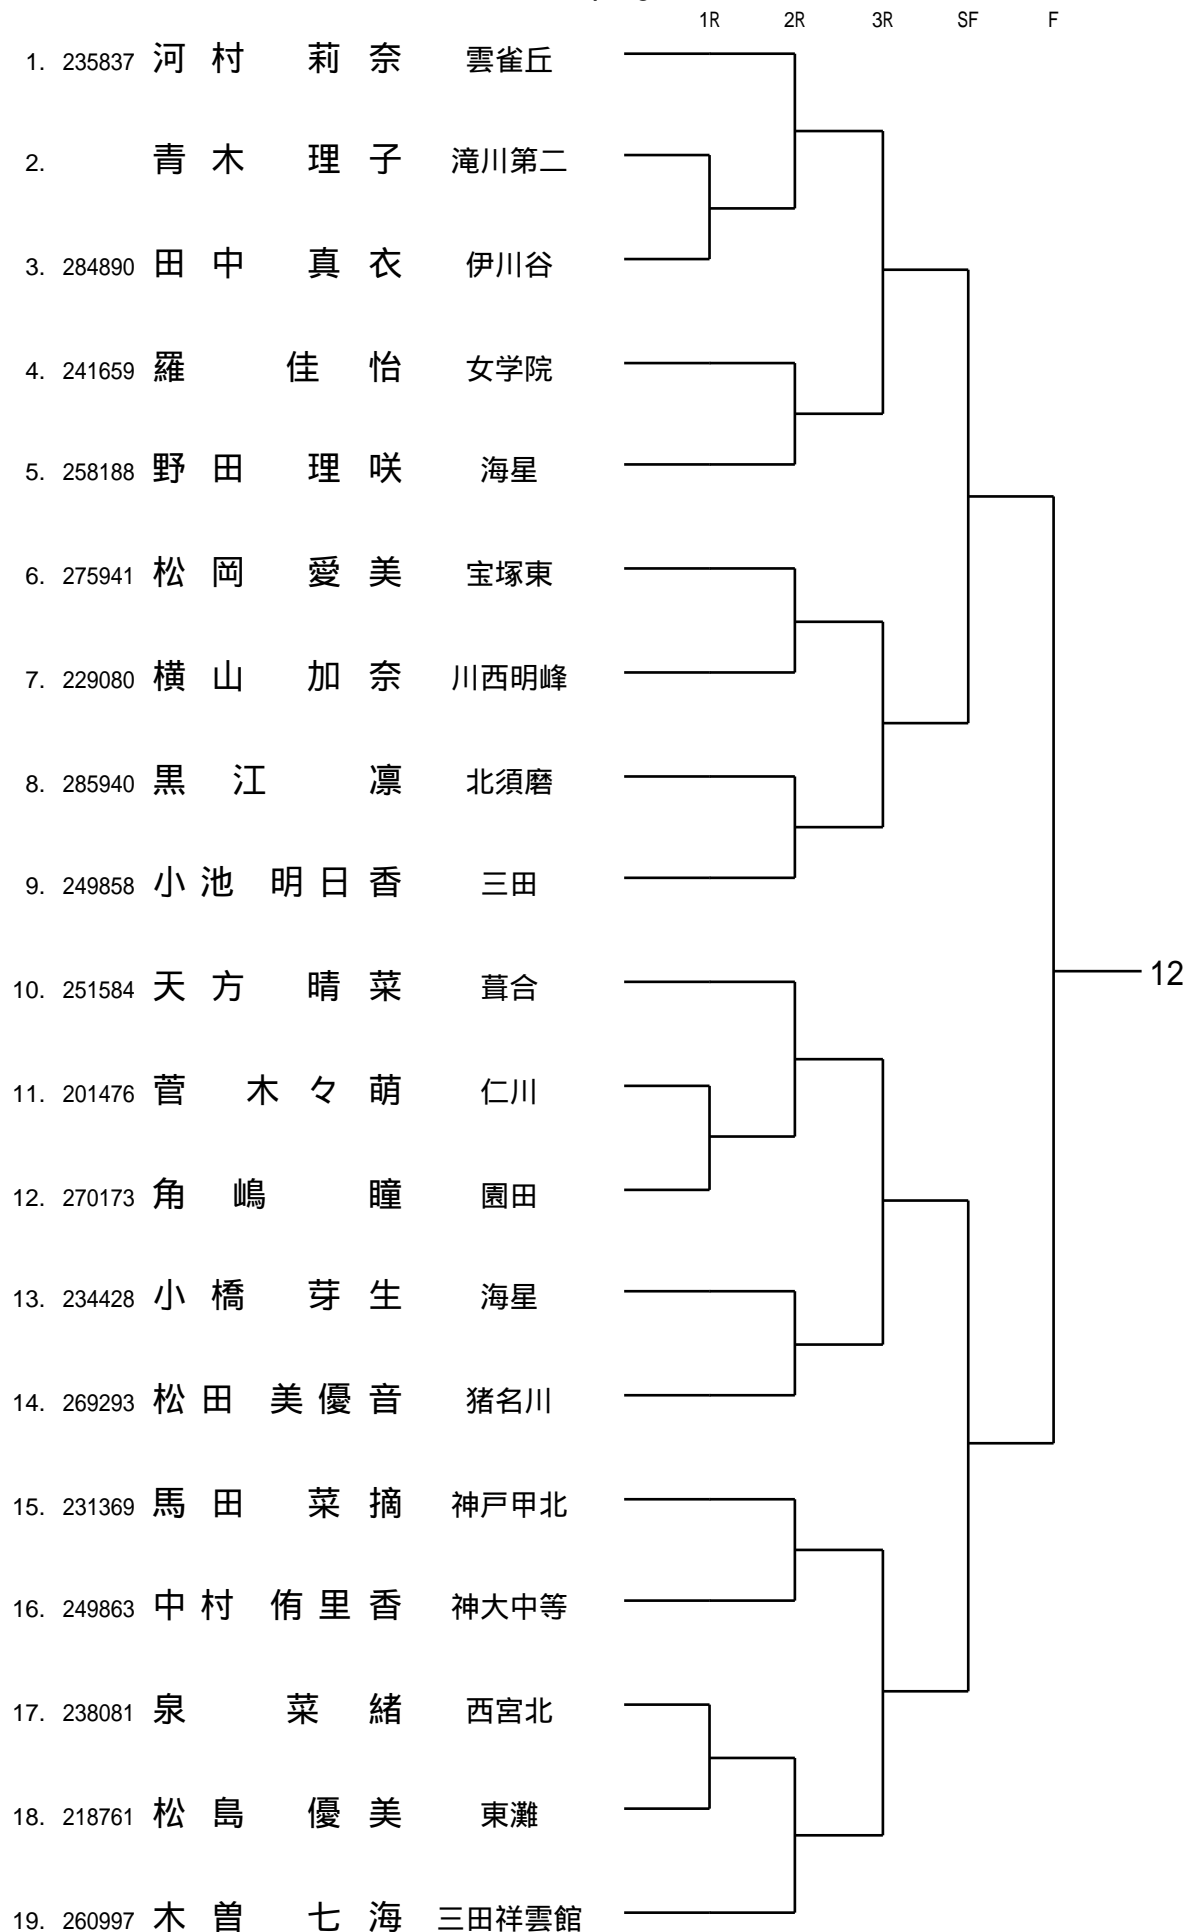 1R 2R 3R SF F
1. 235837 河村 莉奈 雲雀丘
2. 青木 理子 滝川第二
3. 284890 田中 真衣 伊川谷
4. 241659 羅 佳怡 女学院
5. 258188 野田 理咲 海星
6. 275941 松岡 愛美 宝塚東
7. 229080 横山 加奈 川西明峰
8. 285940 黒江 凛 北須磨
9. 249858 小池 明日香 三田
12
10. 251584 天方 晴菜 葺合
11. 201476 菅 木々萌 仁川
12. 270173 角嶋 瞳 園田
13. 234428 小橋 芽生 海星
14. 269293 松田 美優音 猪名川
15. 231369 馬田 菜摘 神戸甲北
16. 249863 中村 侑里香 神大中等
17. 238081 泉 菜緒 西宮北
18. 218761 松島 優美 東灘
19. 260997 木曽 七海 三田祥雲館